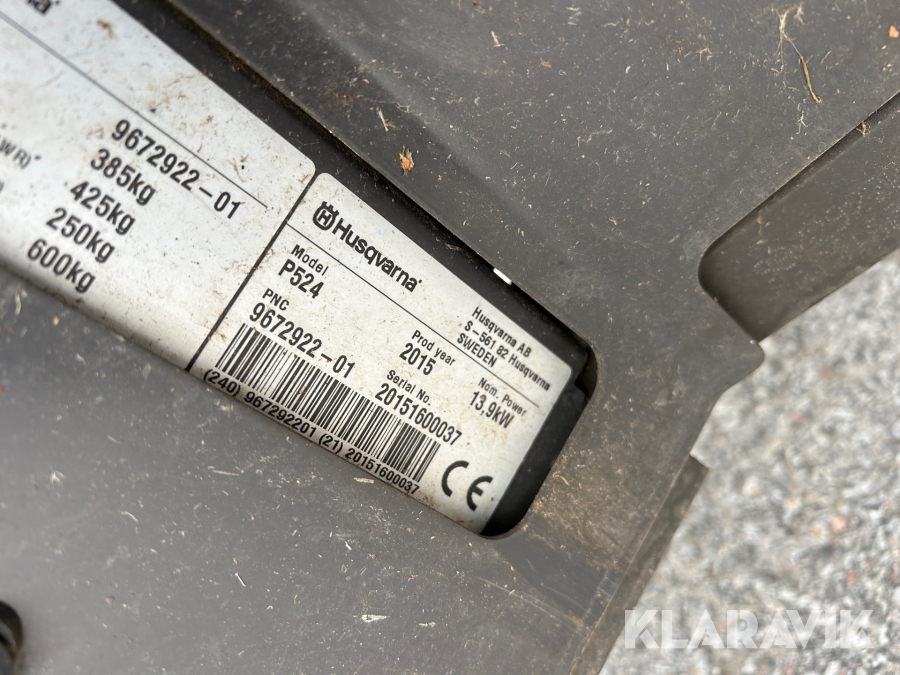 9672922-01
(WR)*
385kg
425kg
250kg
600kg
Husqvarna
Model
P524
PNC
9672922-01
Prod year
2015
Serial No.
20151600037
Husqvarna AB
S-561 82 Husqvarna
SWEDEN
Nom. Power
13,9kW
(240) 967292201 (21) 20151600037
CE
KLARAVIK